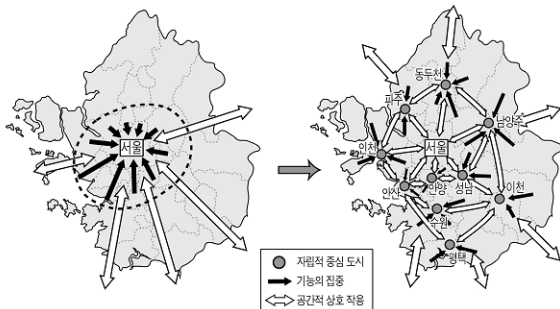 서울
동두천
파주
남양주
인천
서울
안산
안양
성남
이천
수원
평택
자립적 중심 도시
기능의 집중
공간적 상호 작용